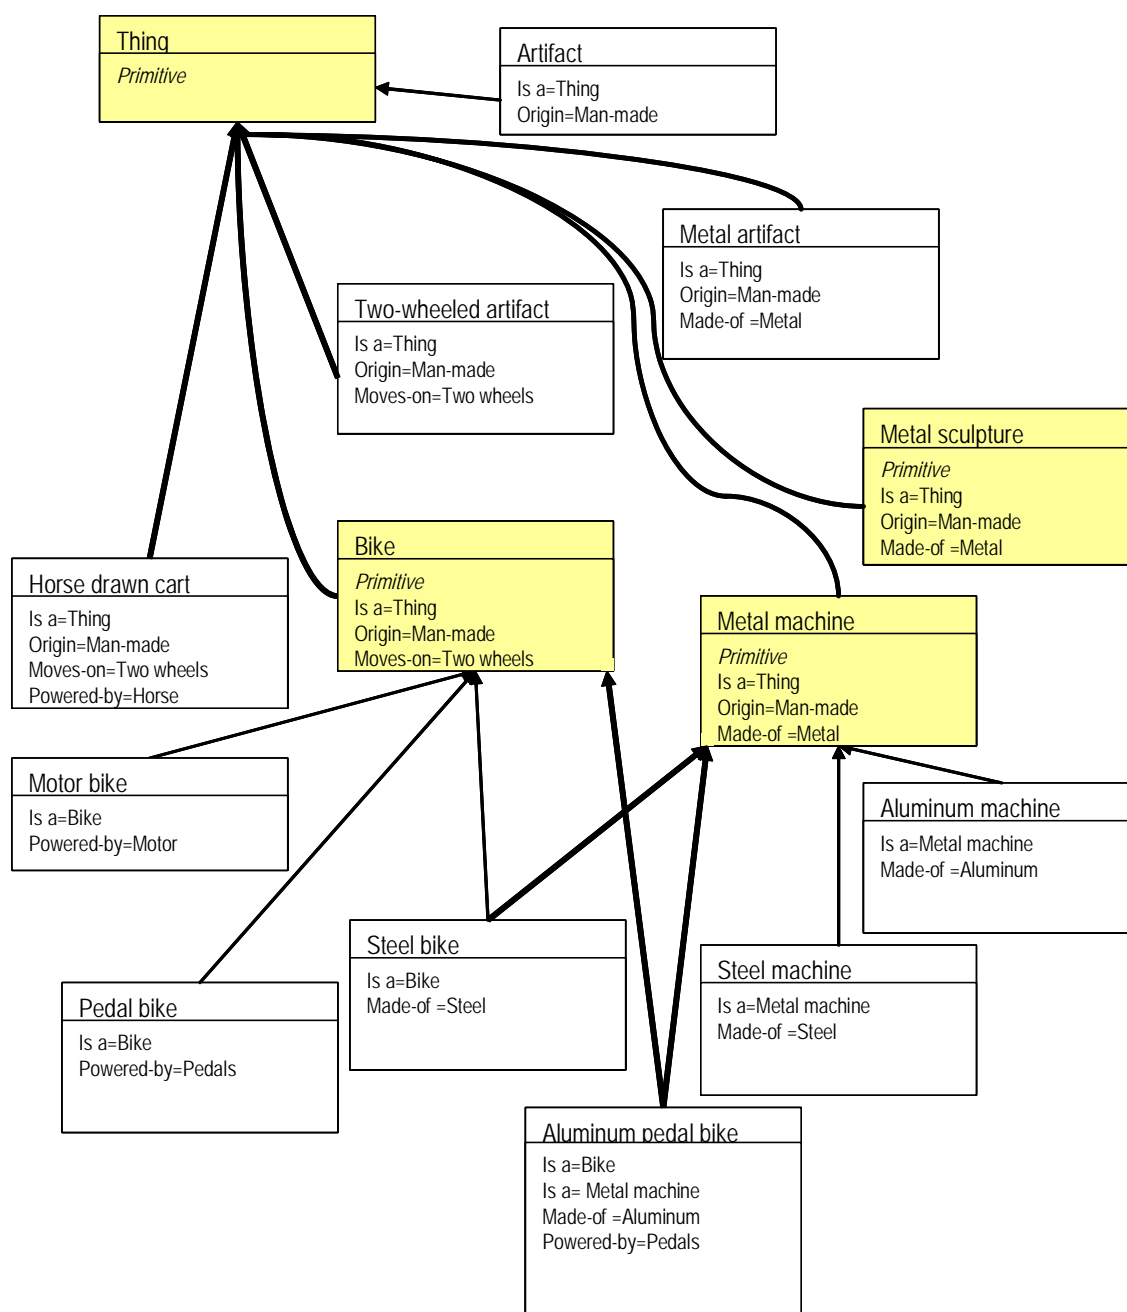 Thing
Primitive
Artifact
Is a=Thing
Origin=Man-made
Metal artifact
Is a=Thing
Origin=Man-made
Made-of =Metal
Two-wheeled artifact
Is a=Thing
Origin=Man-made
Moves-on=Two wheels
Metal sculpture
Primitive
Is a=Thing
Origin=Man-made
Made-of =Metal
Horse drawn cart
Is a=Thing
Origin=Man-made
Moves-on=Two wheels
Powered-by=Horse
Bike
Primitive
Is a=Thing
Origin=Man-made
Moves-on=Two wheels
Metal machine
Primitive
Is a=Thing
Origin=Man-made
Made-of =Metal
Motor bike
Is a=Bike
Powered-by=Motor
Aluminum machine
Is a=Metal machine
Made-of =Aluminum
Steel bike
Is a=Bike
Made-of =Steel
Steel machine
Is a=Metal machine
Made-of =Steel
Pedal bike
Is a=Bike
Powered-by=Pedals
Aluminum pedal bike
Is a=Bike
Is a= Metal machine
Made-of =Aluminum
Powered-by=Pedals